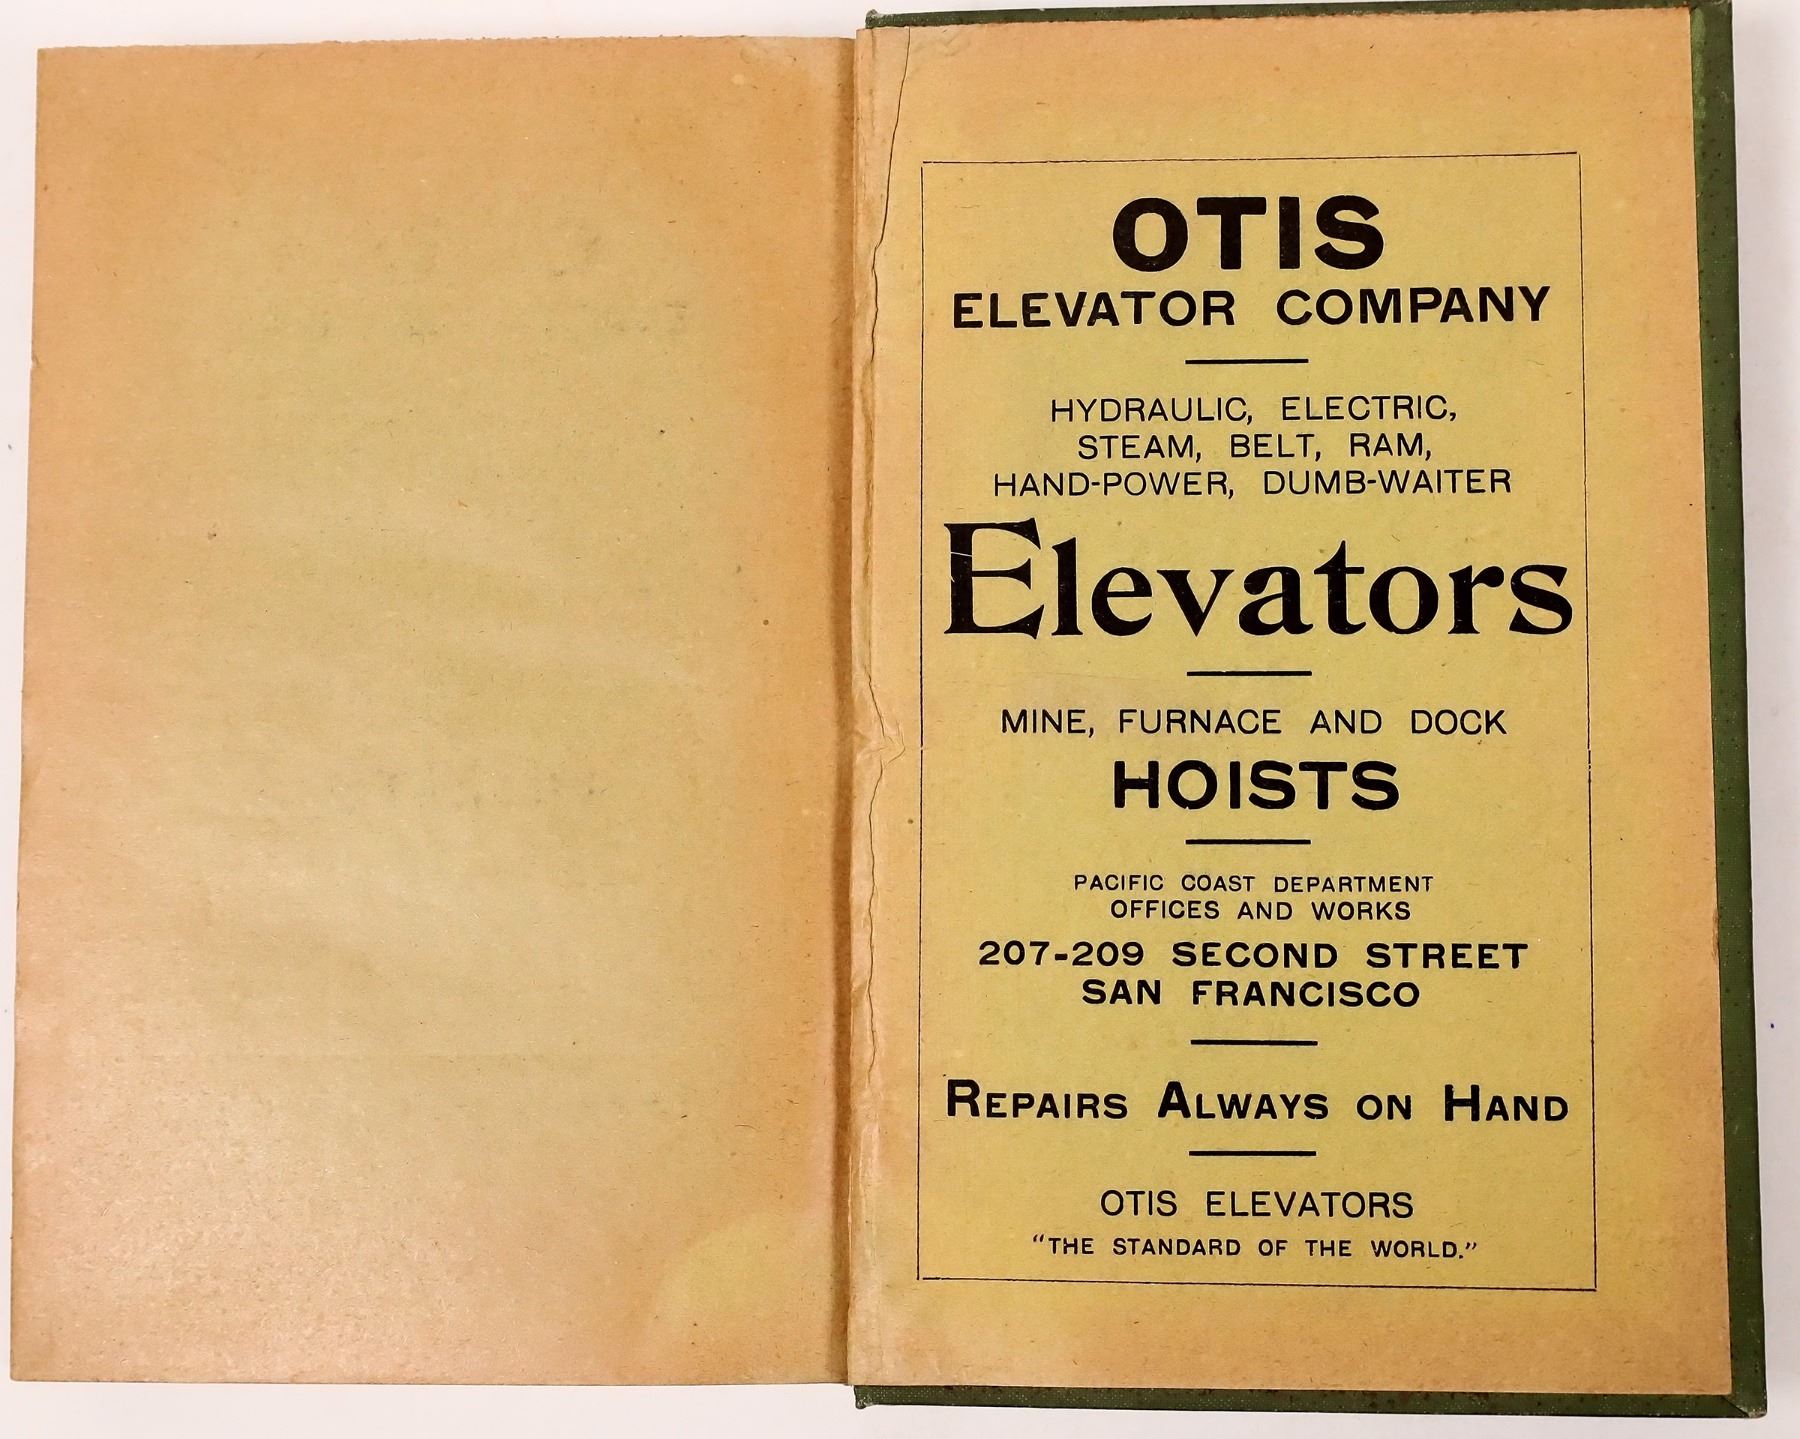 OTIS
ELEVATOR COMPANY
HYDRAULIC, ELECTRIC,
STEAM, BELT, RAM,
HAND-POWER, DUMB-WAITER
Elevators
MINE, FURNACE AND DOCK
HOISTS
PACIFIC COAST DEPARTMENT
OFFICES AND WORKS
207-209 SECOND STREET
SAN FRANCISCO
REPAIRS ALWAYS ON HAND
OTIS ELEVATORS
“THE STANDARD OF THE WORLD.”